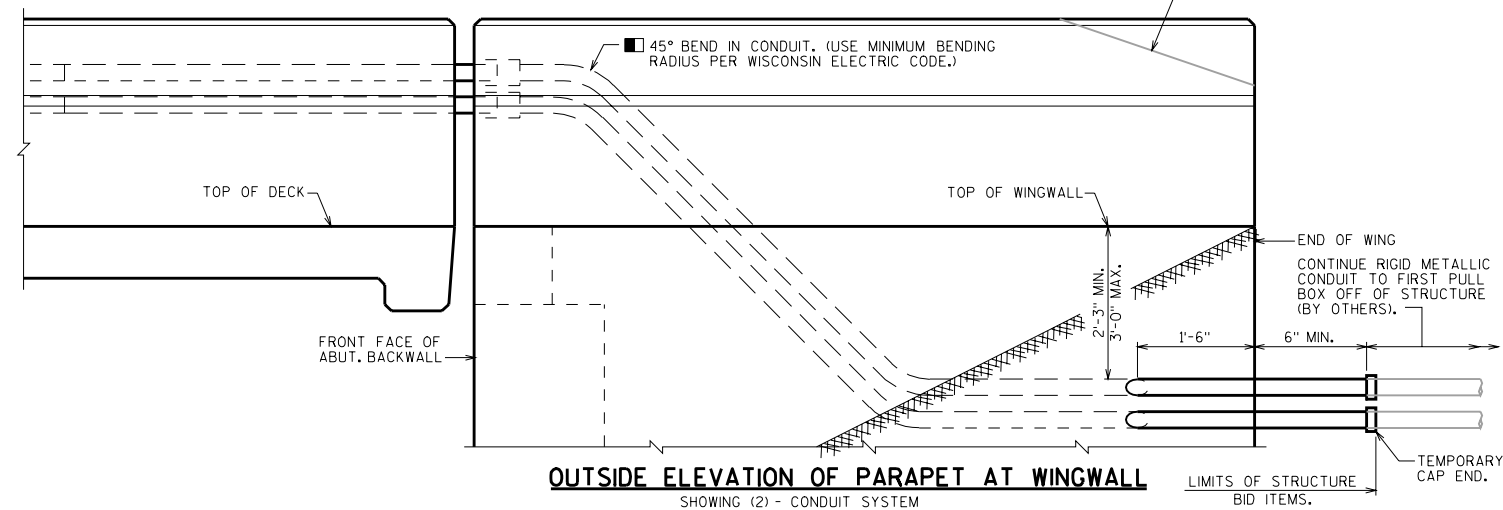 45° BEND IN CONDUIT. (USE MINIMUM BENDING
RADIUS PER WISCONSIN ELECTRIC CODE.)
TOP OF DECK
TOP OF WINGWALL
END OF WING
CONTINUE RIGID METALLIC
CONDUIT TO FIRST PULL
BOX OFF OF STRUCTURE
(BY OTHERS).
2'-3" MIN.
3'-0" MAX.
1'-6"
6" MIN.
FRONT FACE OF
ABUT. BACKWALL
TEMPORARY
CAP END.
LIMITS OF STRUCTURE
BID ITEMS.
OUTSIDE ELEVATION OF PARAPET AT WINGWALL
SHOWING (2) - CONDUIT SYSTEM